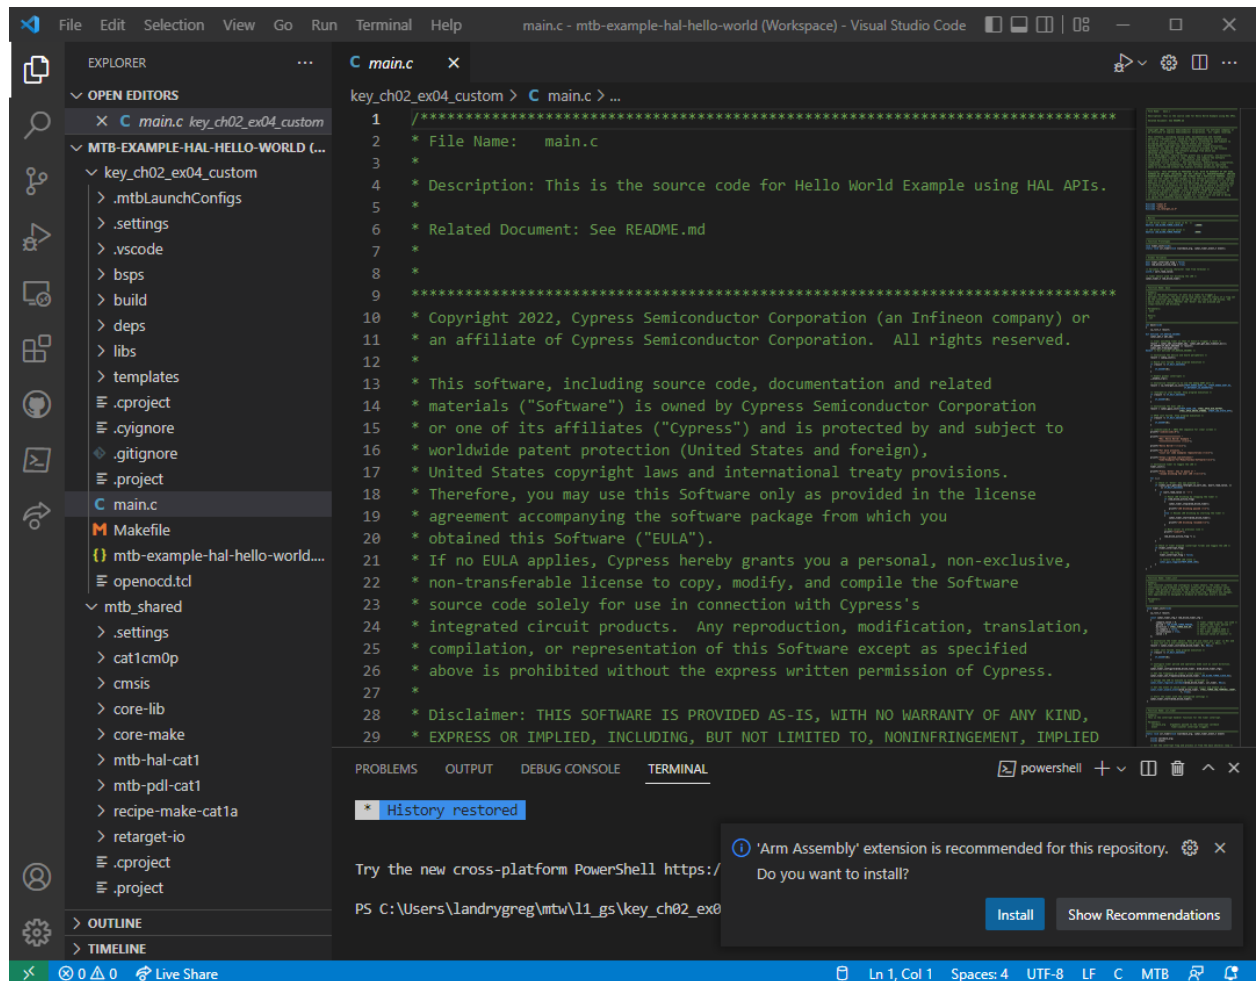 File Edit Selection View Go Run Terminal Help main.c - mtb-example-hal-hello-world (Workspace) - Visual Studio Code
EXPLORER ...
OPEN EDITORS
C main.c key_ch02_ex04_custom
MTB-EXAMPLE-HAL-HELLO-WORLD (...
key_ch02_ex04_custom
.mtbLaunchConfigs
.settings
.vscode
bsps
build
deps
libs
templates
.cproject
.cyignore
.gitignore
.project
C main.c
M Makefile
{} mtb-example-hal-hello-world....
openocd.tcl
mtb_shared
.settings
cat1cm0p
cmsis
core-lib
core-make
mtb-hal-cat1
mtb-pdl-cat1
recipe-make-cat1a
retarget-io
.cproject
.project
OUTLINE
TIMELINE
C main.c
key_ch02_ex04_custom > C main.c > ...
1 /******************************************************************************
2 * File Name:   main.c
3 *
4 * Description: This is the source code for Hello World Example using HAL APIs.
5 *
6 * Related Document: See README.md
7 *
8 *
9 *******************************************************************************
10 * Copyright 2022, Cypress Semiconductor Corporation (an Infineon company) or
11 * an affiliate of Cypress Semiconductor Corporation.  All rights reserved.
12 *
13 * This software, including source code, documentation and related
14 * materials ("Software") is owned by Cypress Semiconductor Corporation
15 * or one of its affiliates ("Cypress") and is protected by and subject to
16 * worldwide patent protection (United States and foreign),
17 * United States copyright laws and international treaty provisions.
18 * Therefore, you may use this Software only as provided in the license
19 * agreement accompanying the software package from which you
20 * obtained this Software ("EULA").
21 * If no EULA applies, Cypress hereby grants you a personal, non-exclusive,
22 * non-transferable license to copy, modify, and compile the Software
23 * source code solely for use in connection with Cypress's
24 * integrated circuit products.  Any reproduction, modification, translation,
25 * compilation, or representation of this Software except as specified
26 * above is prohibited without the express written permission of Cypress.
27 *
28 * Disclaimer: THIS SOFTWARE IS PROVIDED AS-IS, WITH NO WARRANTY OF ANY KIND,
29 * EXPRESS OR IMPLIED, INCLUDING, BUT NOT LIMITED TO, NONINFRINGEMENT, IMPLIED
PROBLEMS OUTPUT DEBUG CONSOLE TERMINAL powershell
* History restored
Try the new cross-platform PowerShell https:/
PS C:\Users\landrygreg\mtw\l1_gs\key_ch02_ex0
'Arm Assembly' extension is recommended for this repository.
Do you want to install?
Install Show Recommendations
0 0 Live Share Ln 1, Col 1 Spaces: 4 UTF-8 LF C MTB